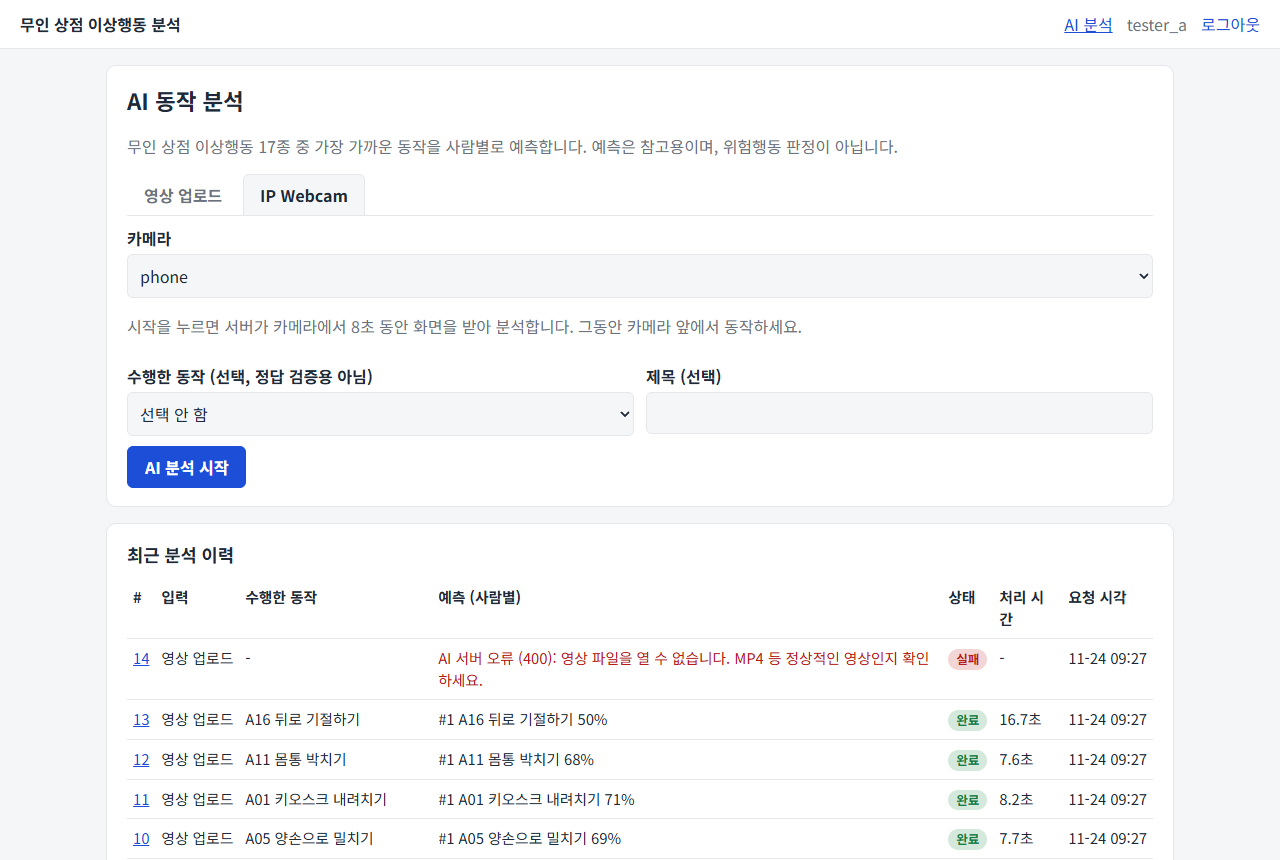 무인 상점 이상행동 분석
AI 분석 tester_a 로그아웃
AI 동작 분석
무인 상점 이상행동 17종 중 가장 가까운 동작을 사람별로 예측합니다. 예측은 참고용이며, 위험행동 판정이 아닙니다.
영상 업로드 IP Webcam
카메라
phone
시작을 누르면 서버가 카메라에서 8초 동안 화면을 받아 분석합니다. 그동안 카메라 앞에서 동작하세요.
수행한 동작 (선택, 정답 검증용 아님) 제목 (선택)
선택 안 함
AI 분석 시작
최근 분석 이력
# 입력 수행한 동작 예측 (사람별) 상태 처리 시간 요청 시각
14 영상 업로드 - AI 서버 오류 (400): 영상 파일을 열 수 없습니다. MP4 등 정상적인 영상인지 확인하세요. 실패 - 11-24 09:27
13 영상 업로드 A16 뒤로 기절하기 #1 A16 뒤로 기절하기 50% 완료 16.7초 11-24 09:27
12 영상 업로드 A11 몸통 박치기 #1 A11 몸통 박치기 68% 완료 7.6초 11-24 09:27
11 영상 업로드 A01 키오스크 내려치기 #1 A01 키오스크 내려치기 71% 완료 8.2초 11-24 09:27
10 영상 업로드 A05 양손으로 밀치기 #1 A05 양손으로 밀치기 69% 완료 7.7초 11-24 09:27